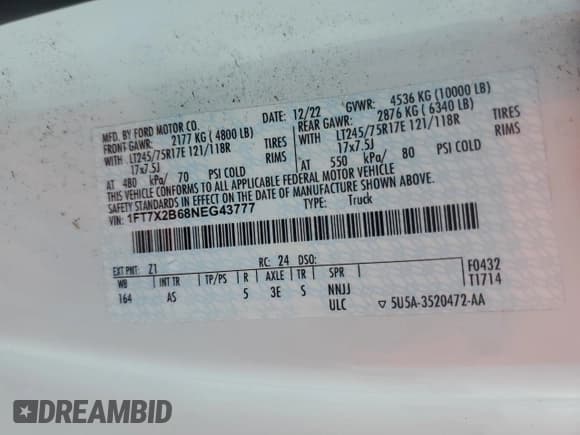 MFD. BY FORD MOTOR CO. DATE: 12/22 GVWR: 4536 KG (10000 LB)
FRONT GAWR: 2177 KG ( 4800 LB) REAR GAWR: 2876 KG ( 6340 LB)
WITH LT245/75R17E 121/118R TIRES WITH LT245/75R17E 121/118R TIRES
17x7.5J RIMS 17x7.5J RIMS
AT 480 kPa/ 70 PSI COLD AT 550 kPa/ 80 PSI COLD
THIS VEHICLE CONFORMS TO ALL APPLICABLE FEDERAL MOTOR VEHICLE
SAFETY STANDARDS IN EFFECT ON THE DATE OF MANUFACTURE SHOWN ABOVE.
VIN: 1FT7X2B68NEG43777 TYPE: Truck
EXT PNT: Z1 RC: 24 DSO: F0432
WB INT TR TP/PS R AXLE TR SPR T1714
164 AS 5 3E S NNJJ
ULC ▽ 5U5A-3520472-AA
DREAMBID